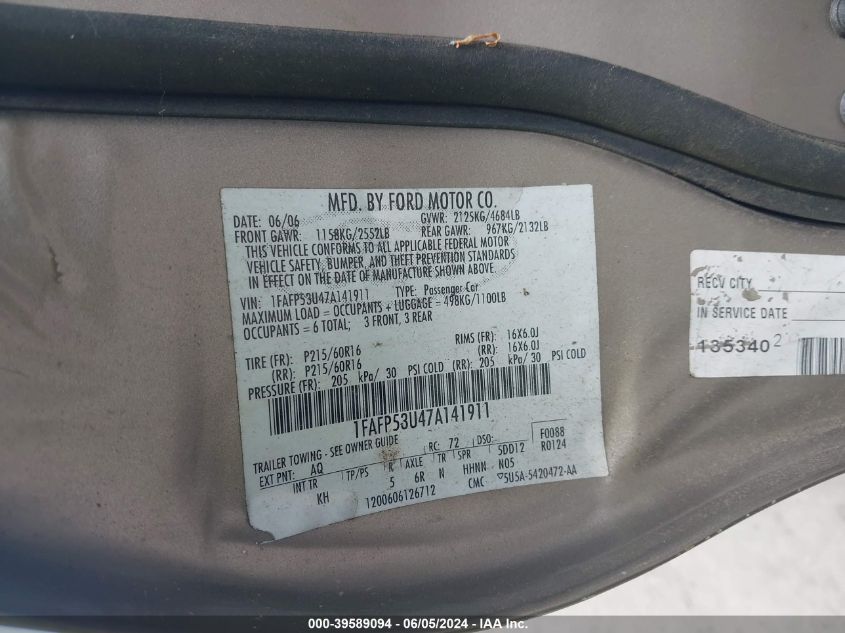 MFD. BY FORD MOTOR CO.
DATE: 06/06 GVWR: 2125KG/4684LB
FRONT GAWR: 1158KG/2552LB REAR GAWR: 967KG/2132LB
THIS VEHICLE CONFORMS TO ALL APPLICABLE FEDERAL MOTOR
VEHICLE SAFETY, BUMPER, AND THEFT PREVENTION STANDARDS
IN EFFECT ON THE DATE OF MANUFACTURE SHOWN ABOVE.
VIN: 1FAFP53U47A141911 TYPE: Passenger Car
MAXIMUM LOAD = OCCUPANTS + LUGGAGE = 498KG/1100LB
OCCUPANTS = 6 TOTAL; 3 FRONT, 3 REAR
TIRE (FR): P215/60R16 RIMS (FR): 16X6.0J
(RR): P215/60R16 (RR): 16X6.0J
PRESSURE (FR): 205 kPa/ 30 PSI COLD (RR): 205 kPa/ 30 PSI COLD
1FAFP53U47A141911
TRAILER TOWING - SEE OWNER GUIDE RC: 72 DSO: F0088
EXT PNT: AQ 5DD12 R0124
INT TR TP/PS R AXLE TR SPR
KH 5 6R N HHNN N05
1200606126712 CMC ▽5U5A-5420472-AA
RECV CITY
IN SERVICE DATE
135340 2
000-39589094 - 06/05/2024 - IAA Inc.